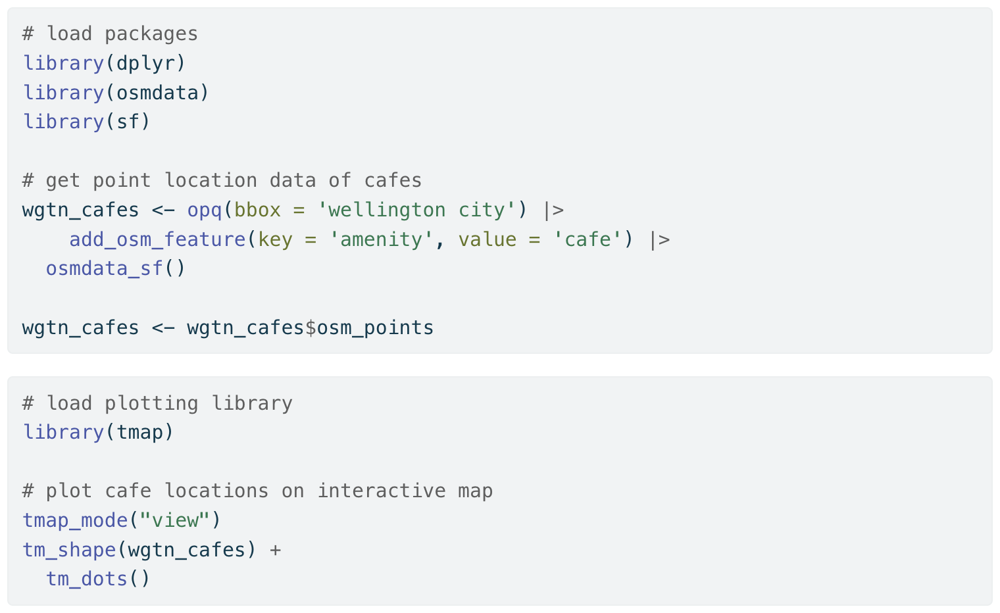 # load packages
library(dplyr)
library(osmdata)
library(sf)
# get point location data of cafes
wgtn_cafes <- opq(bbox = 'wellington city') |>
    add_osm_feature(key = 'amenity', value = 'cafe') |>
  osmdata_sf()
wgtn_cafes <- wgtn_cafes$osm_points
# load plotting library
library(tmap)
# plot cafe locations on interactive map
tmap_mode("view")
tm_shape(wgtn_cafes) +
  tm_dots()